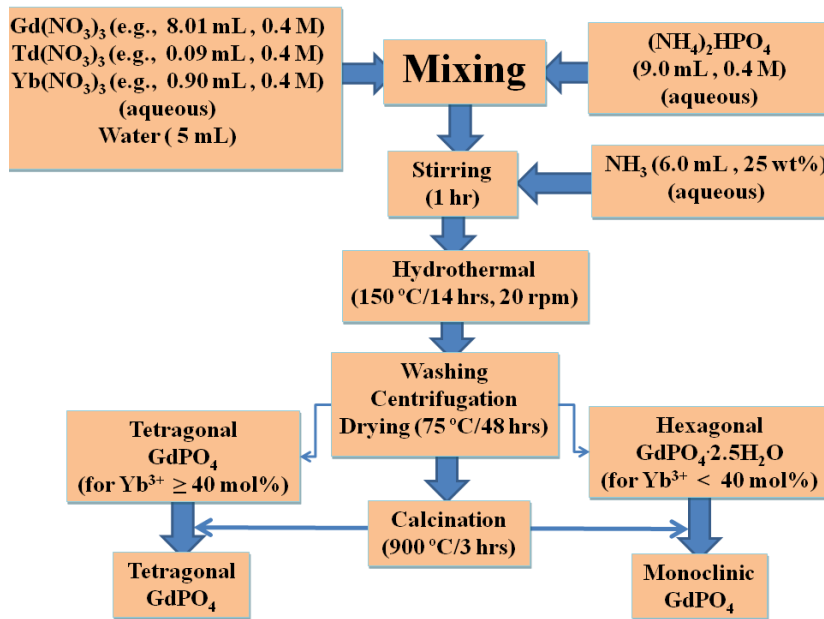 Gd(NO₃)₃ (e.g., 8.01 mL , 0.4 M)
Td(NO₃)₃ (e.g., 0.09 mL , 0.4 M)
Yb(NO₃)₃ (e.g., 0.90 mL , 0.4 M)
(aqueous)
Water ( 5 mL)
Mixing
(NH₄)₂HPO₄
(9.0 mL , 0.4 M)
(aqueous)
Stirring
(1 hr)
NH₃ (6.0 mL , 25 wt%)
(aqueous)
Hydrothermal
(150 ºC/14 hrs, 20 rpm)
Washing
Centrifugation
Drying (75 ºC/48 hrs)
Tetragonal
GdPO₄
(for Yb³⁺ ≥ 40 mol%)
Hexagonal
GdPO₄·2.5H₂O
(for Yb³⁺ < 40 mol%)
Calcination
(900 ºC/3 hrs)
Tetragonal
GdPO₄
Monoclinic
GdPO₄